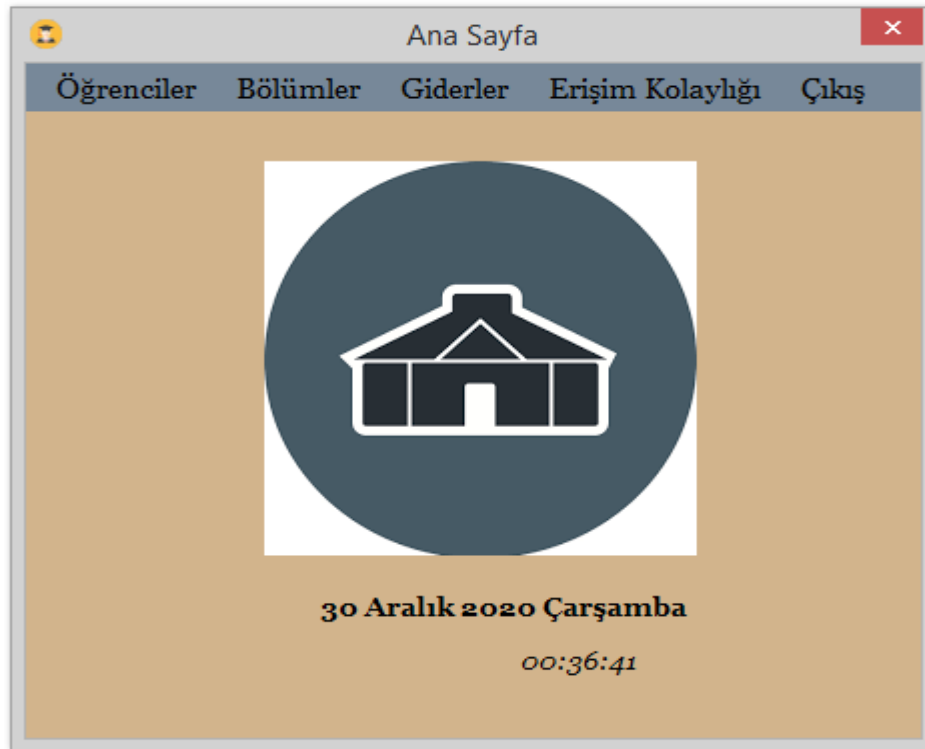 Ana Sayfa
Öğrenciler Bölümler Giderler Erişim Kolaylığı Çıkış
30 Aralık 2020 Çarşamba
00:36:41